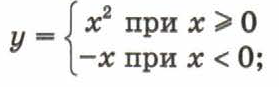 y = { x² при x ⩾ 0
−x при x < 0;